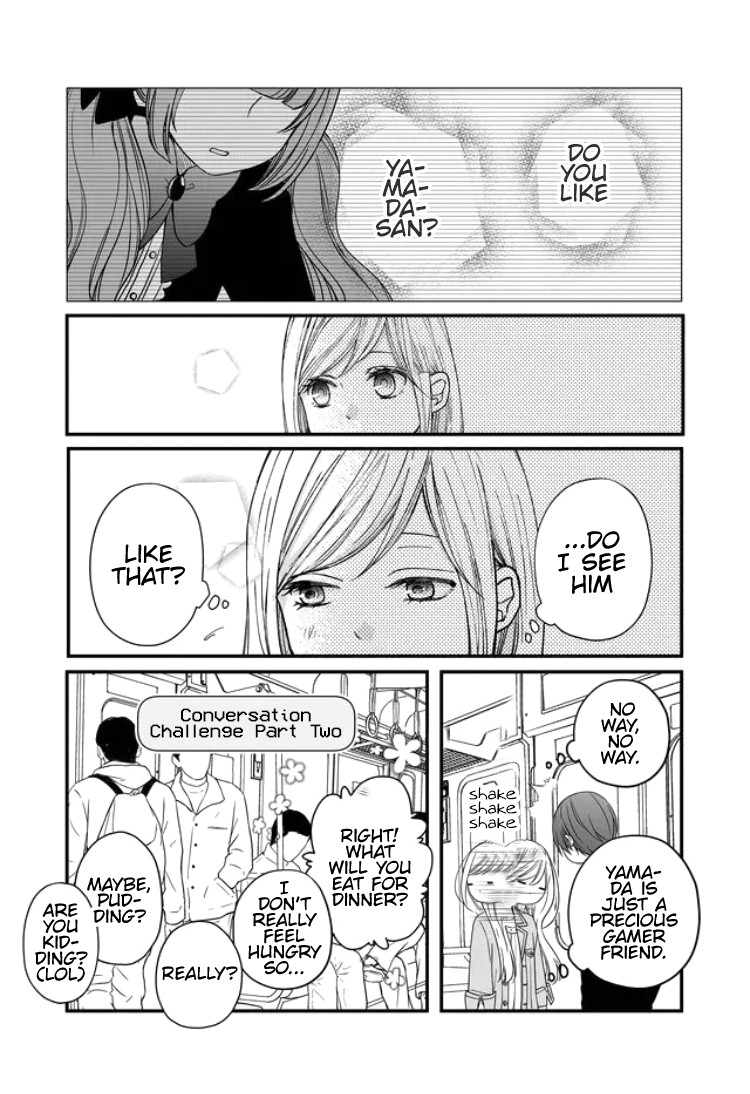 DO
YOU
LIKE
YA-
MA-
DA-
SAN?
...DO
I SEE
HIM
LIKE
THAT?
NO
WAY,
NO
WAY.
shake
shake
shake
YAMA-
DA IS
JUST A
PRECIOUS
GAMER
FRIEND.
Conversation
Challenge Part Two
RIGHT!
WHAT
WILL YOU
EAT FOR
DINNER?
I
DON'T
REALLY
FEEL
HUNGRY
SO...
REALLY?
MAYBE,
PUD-
DING?
ARE
YOU
KID-
DING?
(LOL)